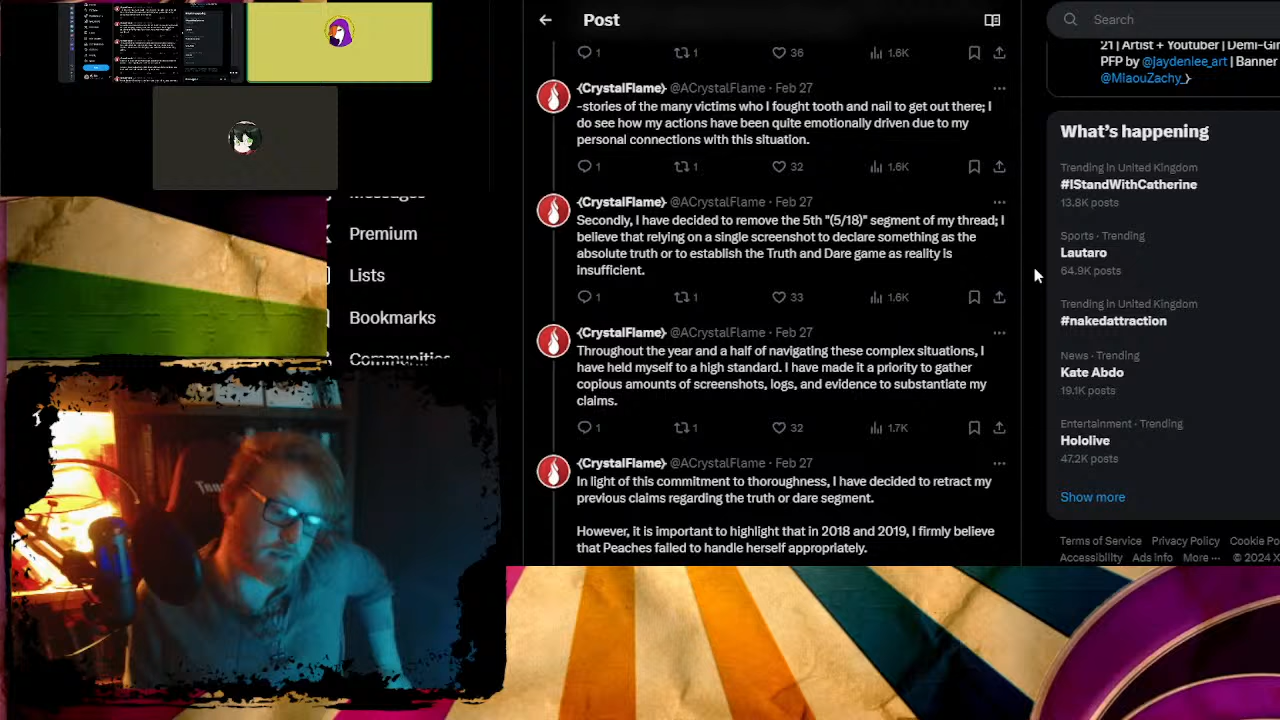 Post
Search
1
1
36
1.6K
21 | Artist + Youtuber | Demi-Gir
PFP by @jaydenlee_art | Banner
@MiaouZachy_}
{CrystalFlame} @ACrystalFlame · Feb 27
-stories of the many victims who I fought tooth and nail to get out there; I
do see how my actions have been quite emotionally driven due to my
personal connections with this situation.
1
1
32
1.6K
{CrystalFlame} @ACrystalFlame · Feb 27
Secondly, I have decided to remove the 5th "(5/18)" segment of my thread; I
believe that relying on a single screenshot to declare something as the
absolute truth or to establish the Truth and Dare game as reality is
insufficient.
1
1
33
1.6K
{CrystalFlame} @ACrystalFlame · Feb 27
Throughout the year and a half of navigating these complex situations, I
have held myself to a high standard. I have made it a priority to gather
copious amounts of screenshots, logs, and evidence to substantiate my
claims.
1
1
32
1.7K
{CrystalFlame} @ACrystalFlame · Feb 27
In light of this commitment to thoroughness, I have decided to retract my
previous claims regarding the truth or dare segment.
However, it is important to highlight that in 2018 and 2019, I firmly believe
that Peaches failed to handle herself appropriately.
What's happening
Trending in United Kingdom
#IStandWithCatherine
13.8K posts
Sports · Trending
Lautaro
64.9K posts
Trending in United Kingdom
#nakedattraction
News · Trending
Kate Abdo
19.1K posts
Entertainment · Trending
Hololive
47.2K posts
Show more
Terms of Service Privacy Policy Cookie Po
Accessibility Ads info More ··· © 2024 X
Messages
Premium
Lists
Bookmarks
Communities